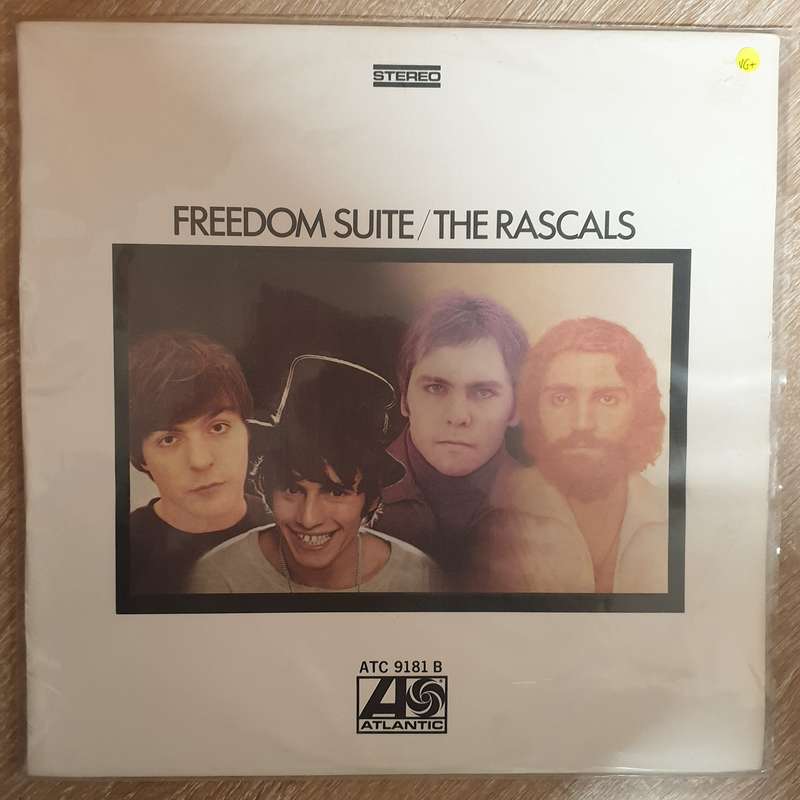 STEREO
VG+
FREEDOM SUITE/THE RASCALS
ATC 9181 B
ATLANTIC